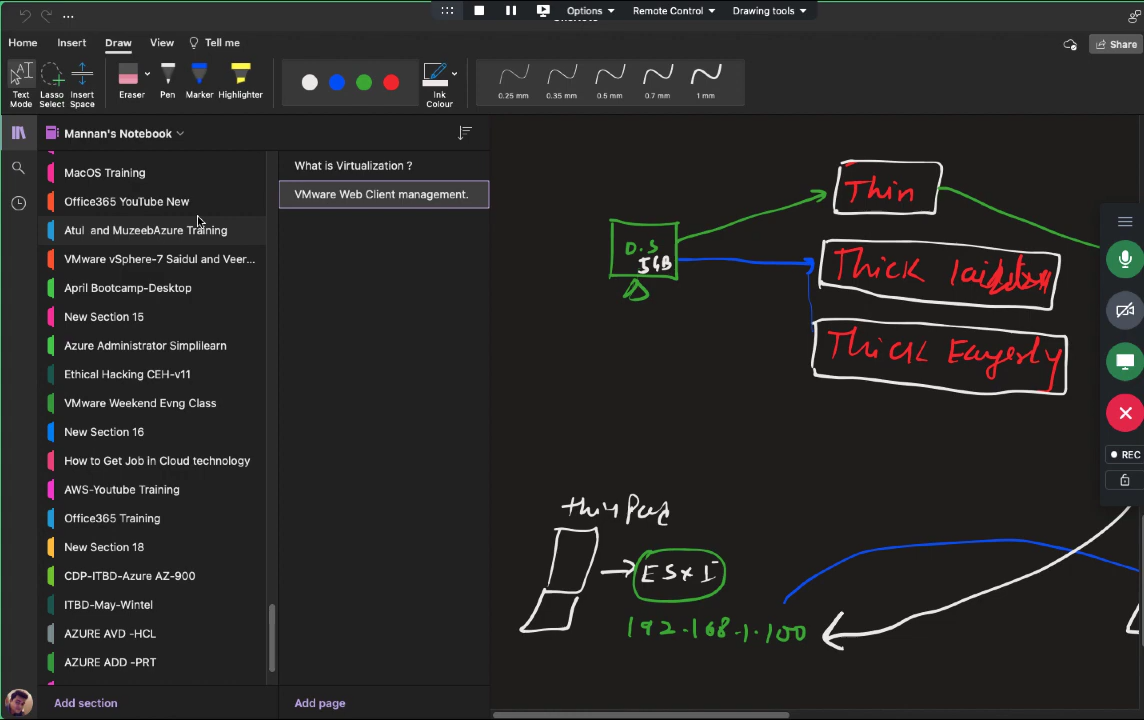 Options
Remote Control
Drawing tools
Home
Insert
Draw
View
Tell me
Share
Text Mode
Lasso Select
Insert Space
Eraser
Pen
Marker
Highlighter
Ink Colour
0.25 mm
0.35 mm
0.5 mm
0.7 mm
1 mm
Mannan's Notebook
MacOS Training
Office365 YouTube New
Atul and MuzeebAzure Training
VMware vSphere-7 Saidul and Veer...
April Bootcamp-Desktop
New Section 15
Azure Administrator Simplilearn
Ethical Hacking CEH-v11
VMware Weekend Evng Class
New Section 16
How to Get Job in Cloud technology
AWS-Youtube Training
Office365 Training
New Section 18
CDP-ITBD-Azure AZ-900
ITBD-May-Wintel
AZURE AVD -HCL
AZURE ADD -PRT
Add section
What is Virtualization ?
VMware Web Client management.
Add page
Thin
D.S
5GB
Thick
Thick Eagerly
ESXI
192.168.1.100
REC